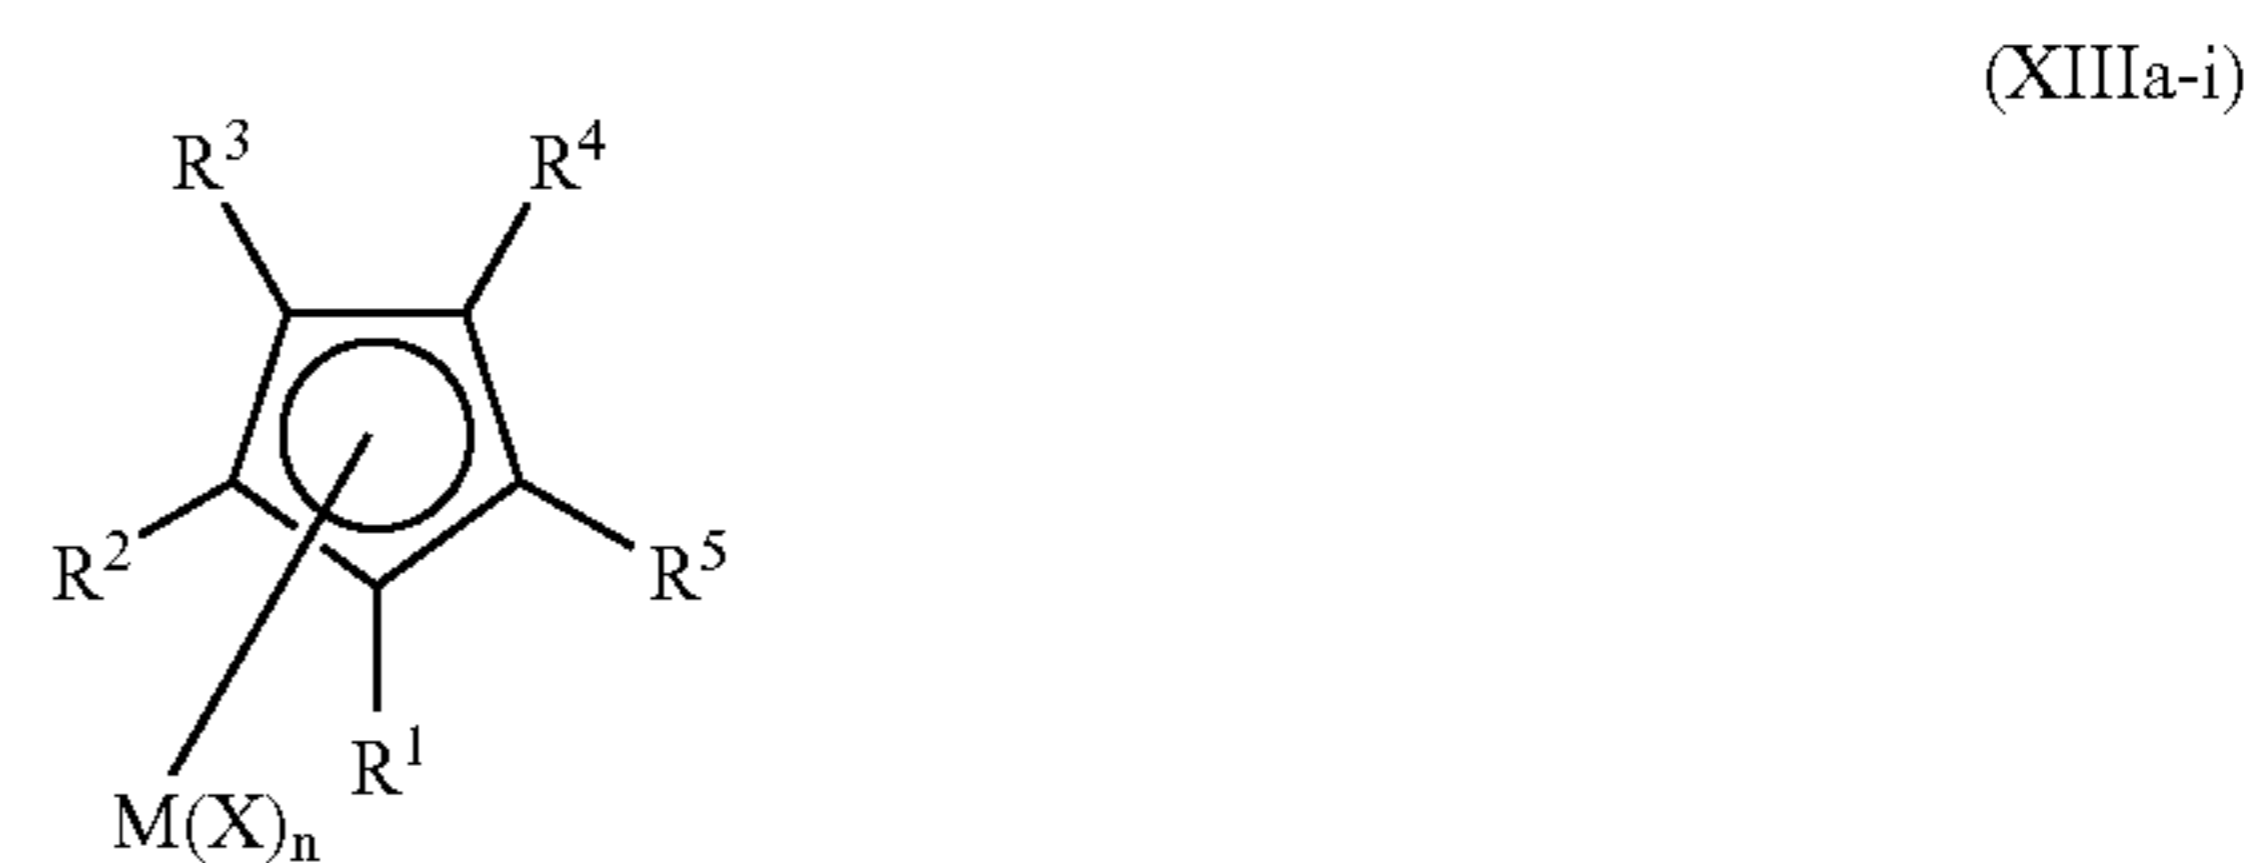 (XIIIa-i)
R³ R⁴
R² R⁵
R¹
M(X)ₙ